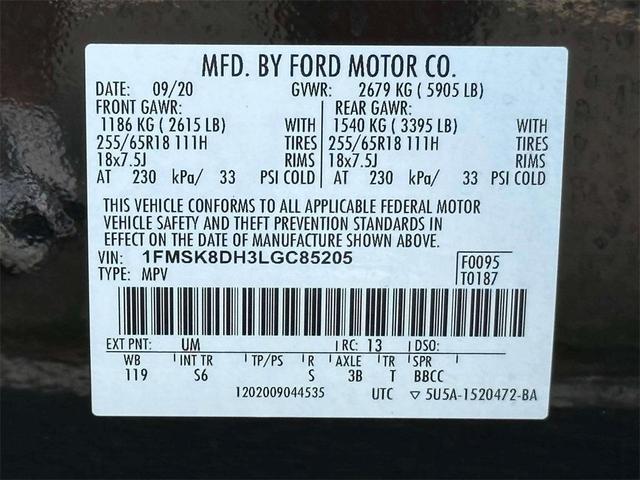 MFD. BY FORD MOTOR CO.
DATE: 09/20 GVWR: 2679 KG ( 5905 LB)
FRONT GAWR: REAR GAWR:
1186 KG ( 2615 LB) WITH 1540 KG ( 3395 LB) WITH
255/65R18 111H TIRES 255/65R18 111H TIRES
18x7.5J RIMS 18x7.5J RIMS
AT 230 kPa/ 33 PSI COLD AT 230 kPa/ 33 PSI COLD
THIS VEHICLE CONFORMS TO ALL APPLICABLE FEDERAL MOTOR
VEHICLE SAFETY AND THEFT PREVENTION STANDARDS IN
EFFECT ON THE DATE OF MANUFACTURE SHOWN ABOVE.
VIN: 1FMSK8DH3LGC85205 F0095
TYPE: MPV T0187
EXT PNT: UM RC: 13 DSO:
WB INT TR TP/PS R AXLE TR SPR
119 S6 S 3B T BBCC
1202009044535 UTC ▽ 5U5A-1520472-BA